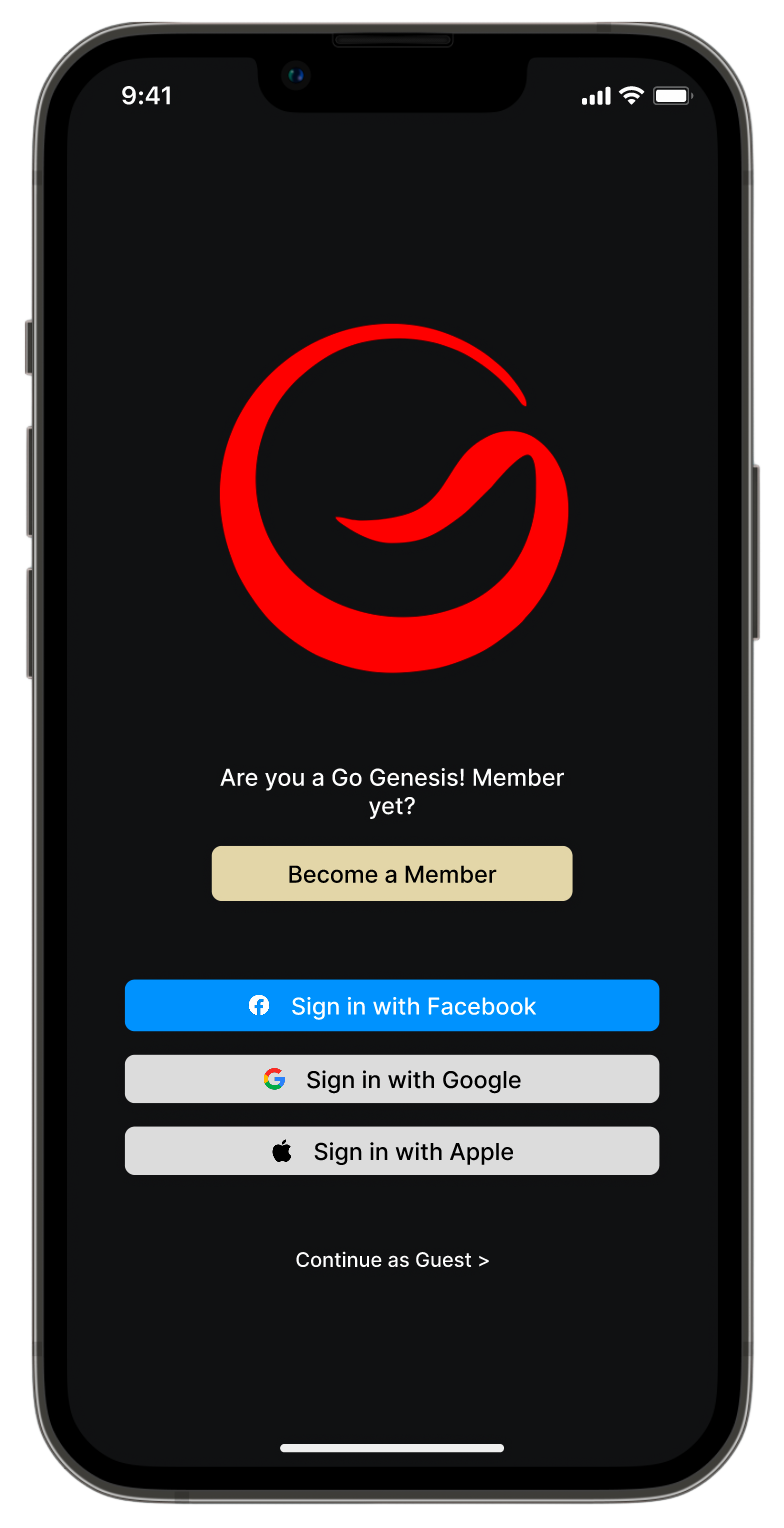 9:41
Are you a Go Genesis! Member
yet?
Become a Member
Sign in with Facebook
Sign in with Google
Sign in with Apple
Continue as Guest >